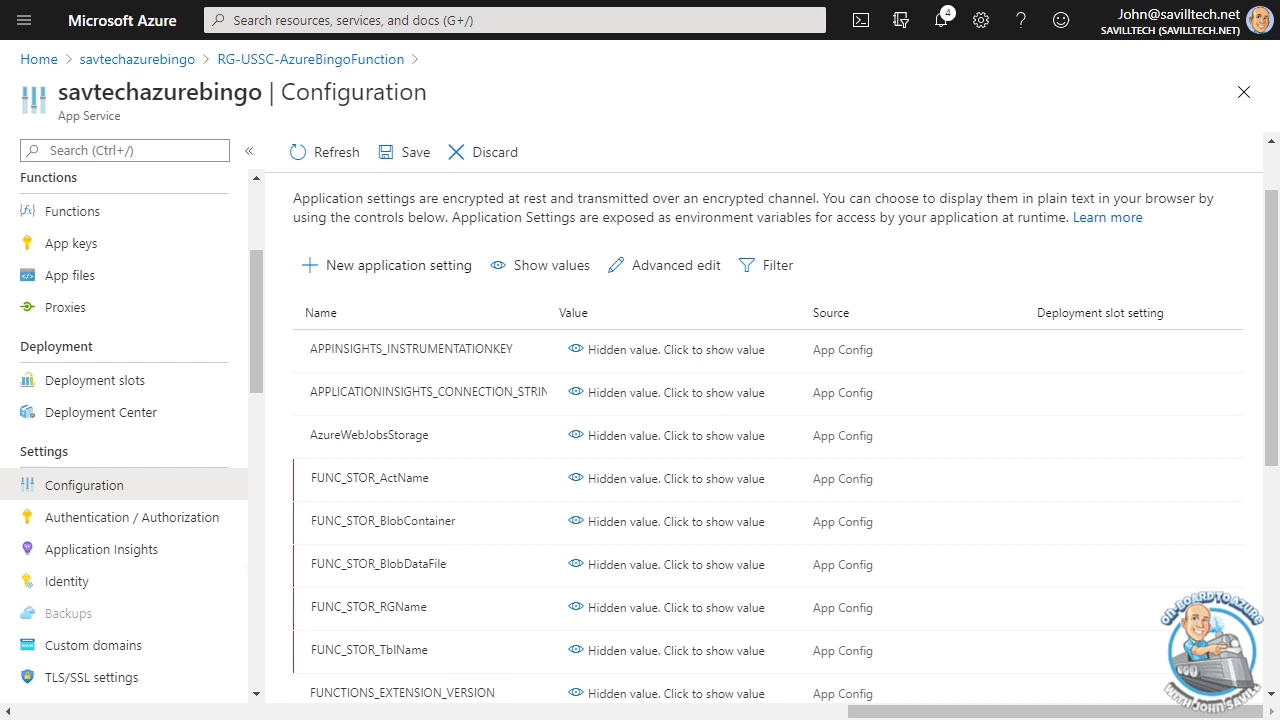 Microsoft Azure
Search resources, services, and docs (G+/)
4
John@savilltech.net
SAVILLTECH (SAVILLTECH.NET)
Home > savtechazurebingo > RG-USSC-AzureBingoFunction >
savtechazurebingo | Configuration
App Service
Search (Ctrl+/)
«
Functions
Functions
App keys
App files
Proxies
Deployment
Deployment slots
Deployment Center
Settings
Configuration
Authentication / Authorization
Application Insights
Identity
Backups
Custom domains
TLS/SSL settings
Refresh
Save
Discard
Application settings are encrypted at rest and transmitted over an encrypted channel. You can choose to display them in plain text in your browser by
using the controls below. Application Settings are exposed as environment variables for access by your application at runtime. Learn more
New application setting
Show values
Advanced edit
Filter
Name Value Source Deployment slot setting
APPINSIGHTS_INSTRUMENTATIONKEY Hidden value. Click to show value App Config
APPLICATIONINSIGHTS_CONNECTION_STRIN Hidden value. Click to show value App Config
AzureWebJobsStorage Hidden value. Click to show value App Config
FUNC_STOR_ActName Hidden value. Click to show value App Config
FUNC_STOR_BlobContainer Hidden value. Click to show value App Config
FUNC_STOR_BlobDataFile Hidden value. Click to show value App Config
FUNC_STOR_RGName Hidden value. Click to show value App Config
FUNC_STOR_TblName Hidden value. Click to show value App Config
FUNCTIONS_EXTENSION_VERSION Hidden value. Click to show value App Config
ON-BOARD TO AZURE
WITH JOHN SAVILL